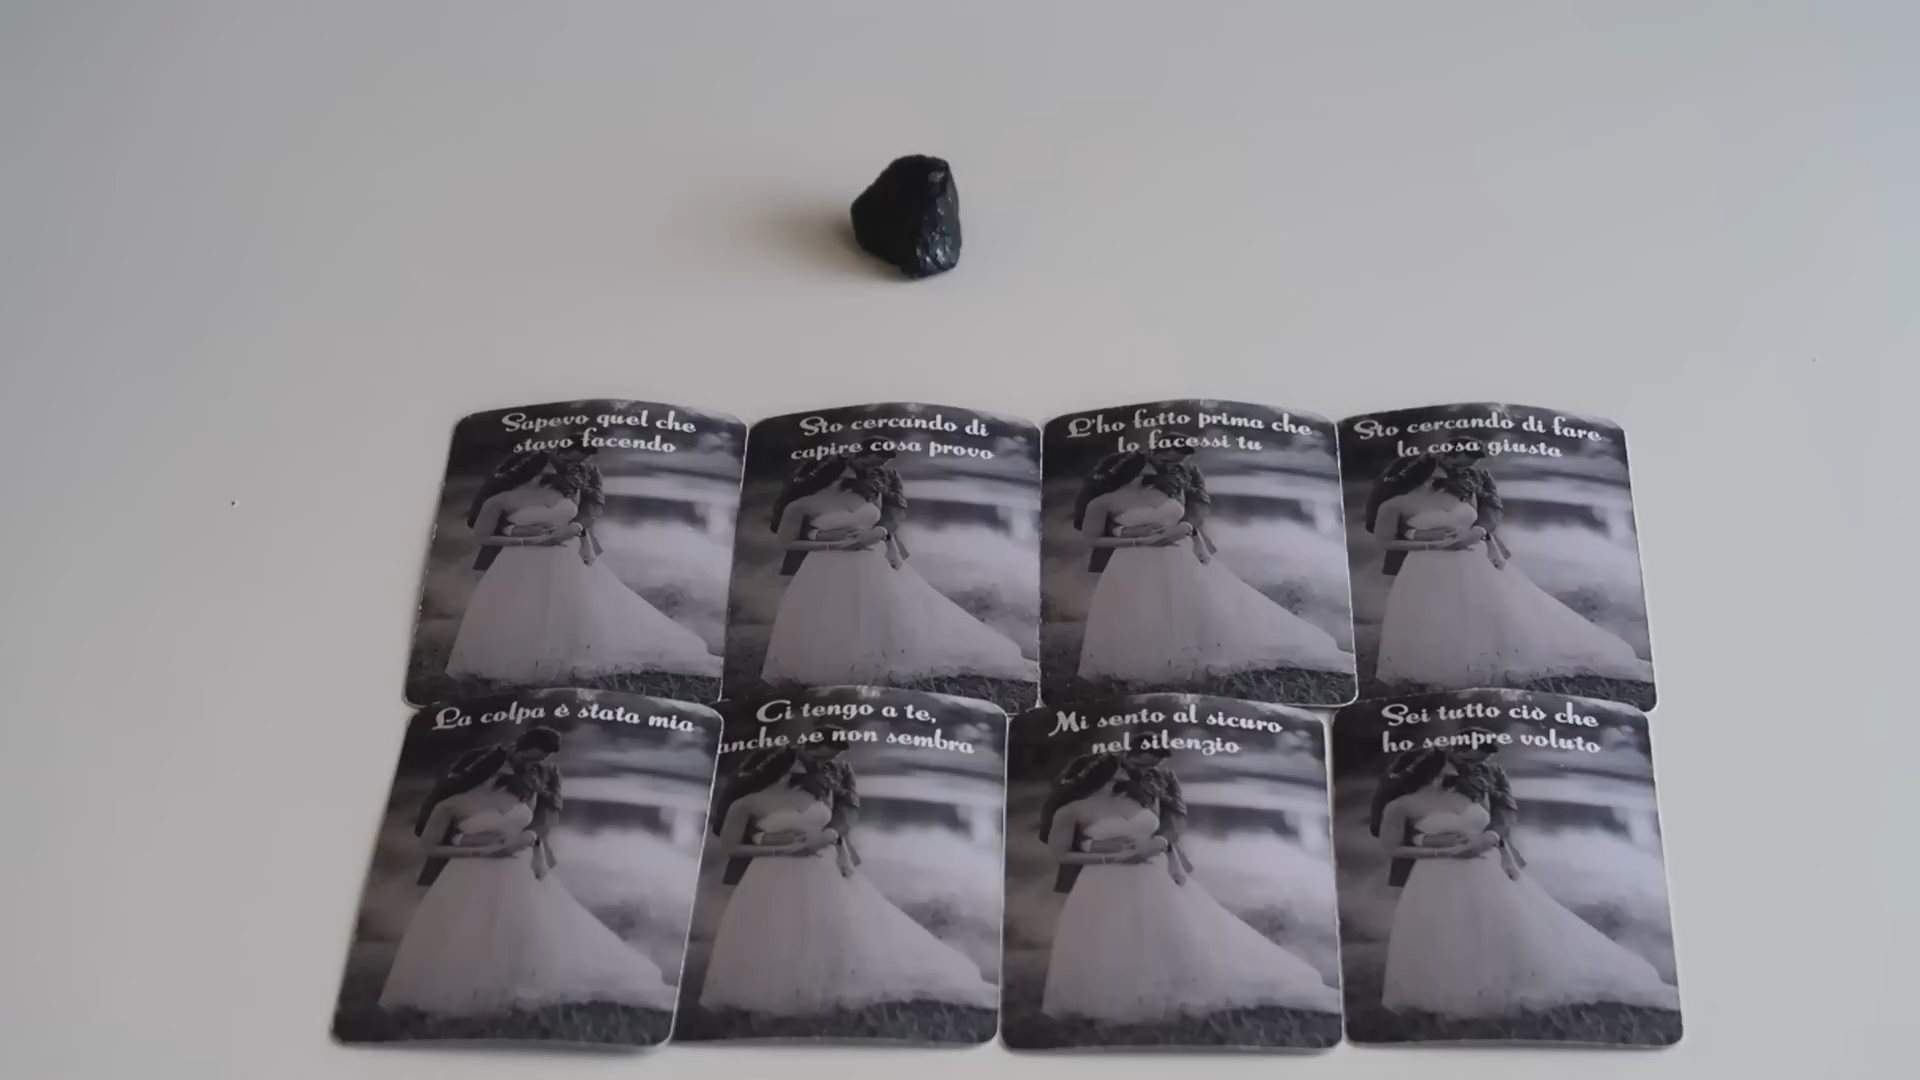 Sapevo quel che
stavo facendo
Sto cercando di
capire cosa provo
L'ho fatto prima che
lo facessi tu
Sto cercando di fare
la cosa giusta
La colpa è stata mia
Ci tengo a te,
anche se non sembra
Mi sento al sicuro
nel silenzio
Sei tutto ciò che
ho sempre voluto